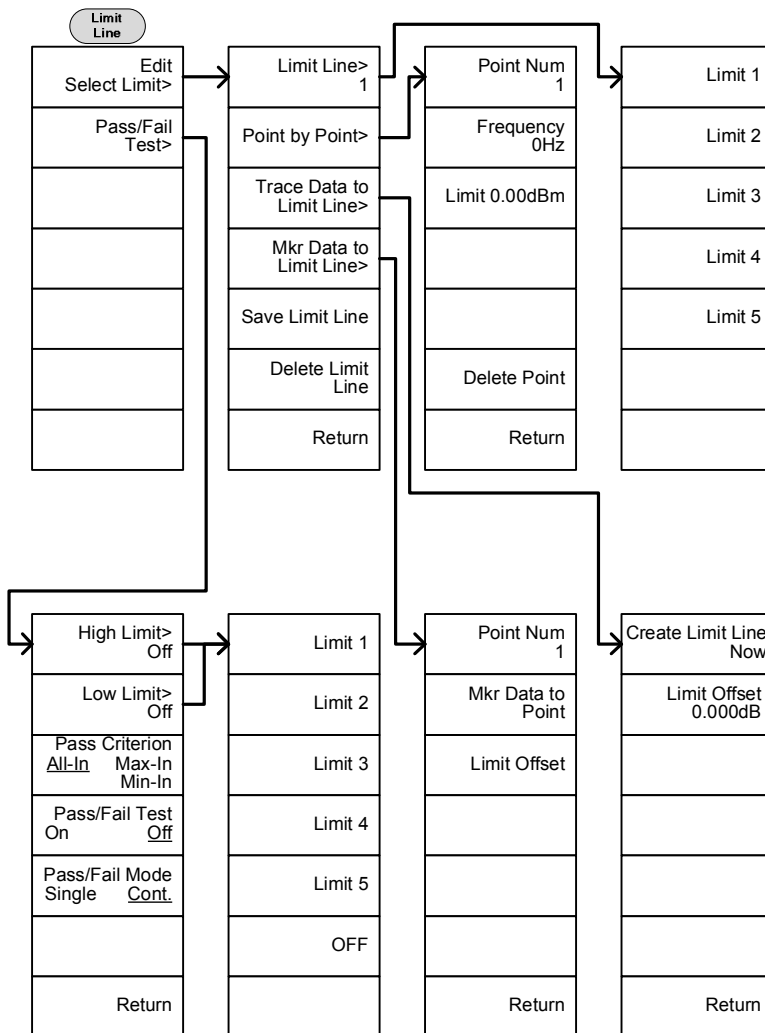 Limit
Line
Edit
Select Limit>
Pass/Fail
Test>
Limit Line>
1
Point by Point>
Trace Data to
Limit Line>
Mkr Data to
Limit Line>
Save Limit Line
Delete Limit
Line
Return
Point Num
1
Frequency
0Hz
Limit 0.00dBm
Delete Point
Return
Limit 1
Limit 2
Limit 3
Limit 4
Limit 5
High Limit>
Off
Low Limit>
Off
Pass Criterion
All-In Max-In
Min-In
Pass/Fail Test
On Off
Pass/Fail Mode
Single Cont.
Return
Limit 1
Limit 2
Limit 3
Limit 4
Limit 5
OFF
Point Num
1
Mkr Data to
Point
Limit Offset
Return
Create Limit Line
Now
Limit Offset
0.000dB
Return